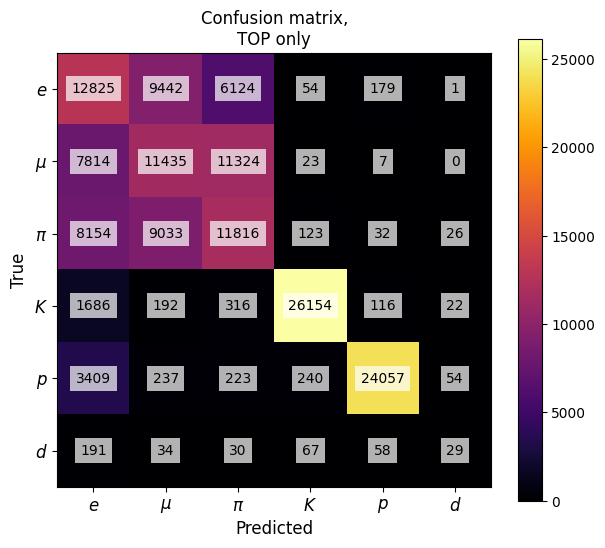 Confusion matrix,
TOP only
True
e 12825 9442 6124 54 179 1
μ 7814 11435 11324 23 7 0
π 8154 9033 11816 123 32 26
K 1686 192 316 26154 116 22
p 3409 237 223 240 24057 54
d 191 34 30 67 58 29
e μ π K p d
Predicted
25000
20000
15000
10000
5000
0